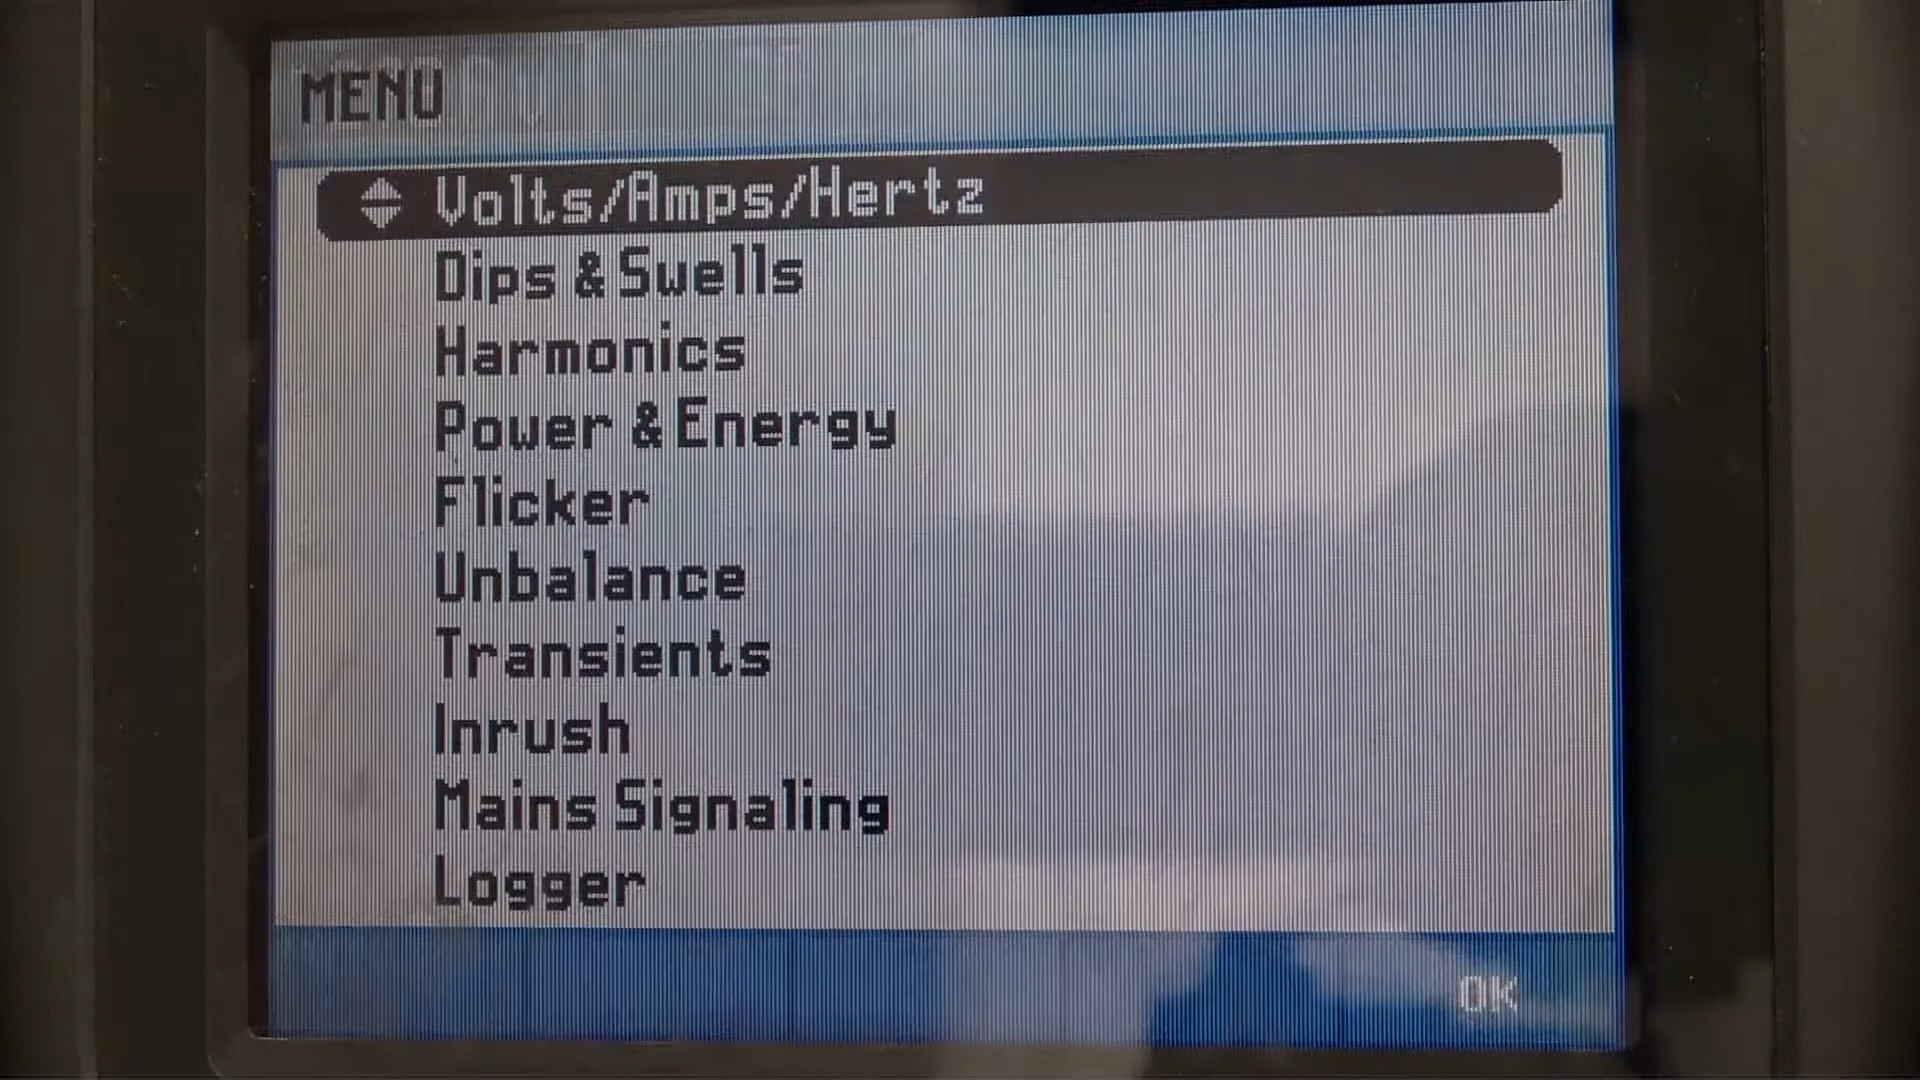 MENU
Volts/Amps/Hertz
Dips & Swells
Harmonics
Power & Energy
Flicker
Unbalance
Transients
Inrush
Mains Signaling
Logger
OK